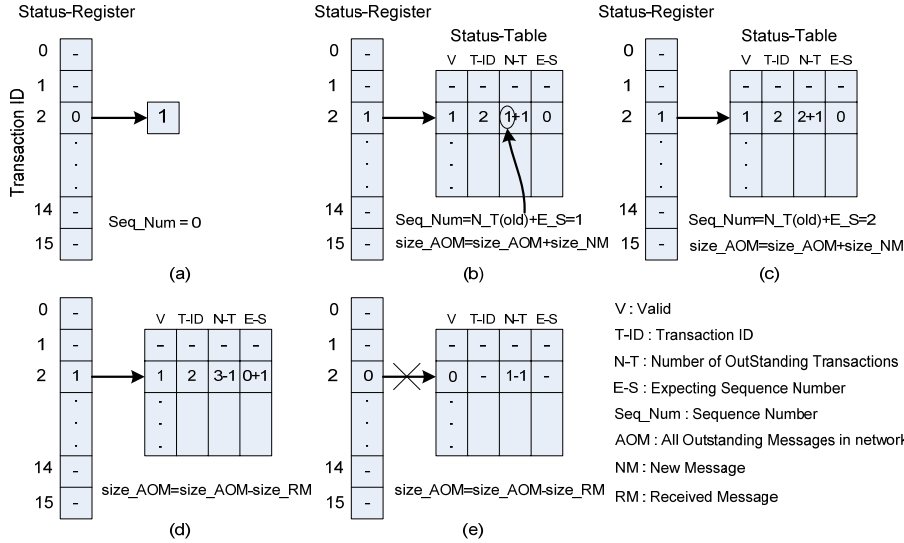 Status-Register
Transaction ID
0 -
1 -
2 0 1
.
.
.
14 -
15 -
Seq_Num = 0
(a)
Status-Register
Status-Table
V T-ID N-T E-S
0 -
1 - - - - -
2 1 1 2 1+1 0
.
.
.
14 -
15 -
Seq_Num=N_T(old)+E_S=1
size_AOM=size_AOM+size_NM
(b)
Status-Register
Status-Table
V T-ID N-T E-S
0 -
1 - - - - -
2 1 1 2 2+1 0
.
.
.
14 -
15 -
Seq_Num=N_T(old)+E_S=2
size_AOM=size_AOM+size_NM
(c)
V T-ID N-T E-S
0 -
1 - - - - -
2 1 1 2 3-1 0+1
.
.
.
14 -
15 -
size_AOM=size_AOM-size_RM
(d)
V T-ID N-T E-S
0 -
1 - - - - -
2 0 0 - 1-1 -
.
.
.
14 -
15 -
size_AOM=size_AOM-size_RM
(e)
V : Valid
T-ID : Transaction ID
N-T : Number of OutStanding Transactions
E-S : Expecting Sequence Number
Seq_Num : Sequence Number
AOM : All Outstanding Messages in network
NM : New Message
RM : Received Message